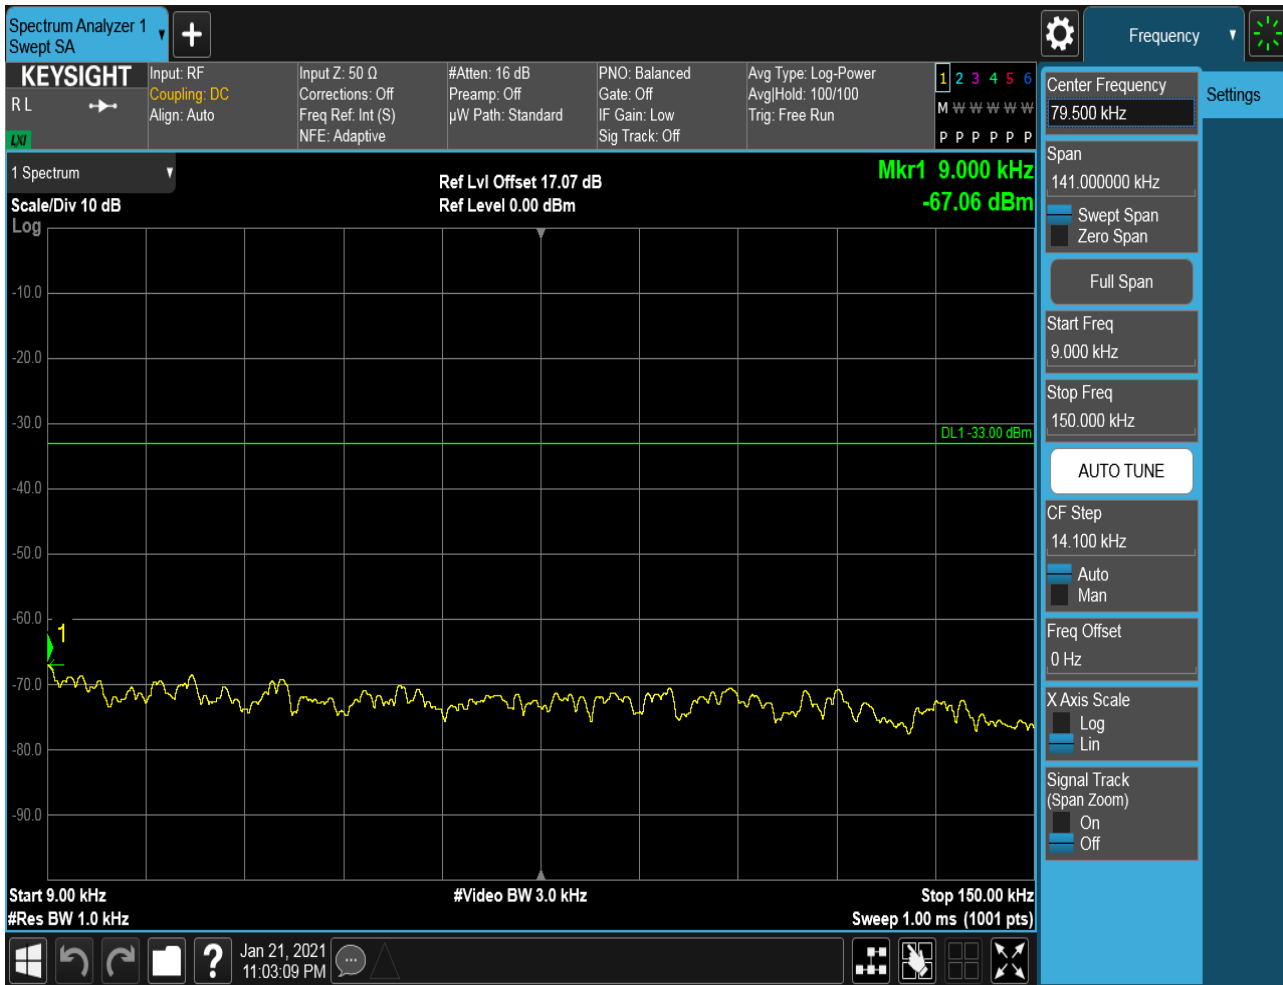 Spectrum Analyzer 1
Swept SA
Frequency
KEYSIGHT
R L
LXI
Input: RF
Coupling: DC
Align: Auto
Input Z: 50 Ω
Corrections: Off
Freq Ref: Int (S)
NFE: Adaptive
#Atten: 16 dB
Preamp: Off
µW Path: Standard
PNO: Balanced
Gate: Off
IF Gain: Low
Sig Track: Off
Avg Type: Log-Power
Avg|Hold: 100/100
Trig: Free Run
1 2 3 4 5 6
M W W W W W
P P P P P P
1 Spectrum
Scale/Div 10 dB
Log
Ref Lvl Offset 17.07 dB
Ref Level 0.00 dBm
Mkr1 9.000 kHz
-67.06 dBm
-10.0
-20.0
-30.0
DL1 -33.00 dBm
-40.0
-50.0
-60.0
1
-70.0
-80.0
-90.0
Start 9.00 kHz
#Res BW 1.0 kHz
#Video BW 3.0 kHz
Stop 150.00 kHz
Sweep 1.00 ms (1001 pts)
Center Frequency
79.500 kHz
Span
141.000000 kHz
Swept Span
Zero Span
Full Span
Start Freq
9.000 kHz
Stop Freq
150.000 kHz
AUTO TUNE
CF Step
14.100 kHz
Auto
Man
Freq Offset
0 Hz
X Axis Scale
Log
Lin
Signal Track
(Span Zoom)
On
Off
Settings
?
Jan 21, 2021
11:03:09 PM